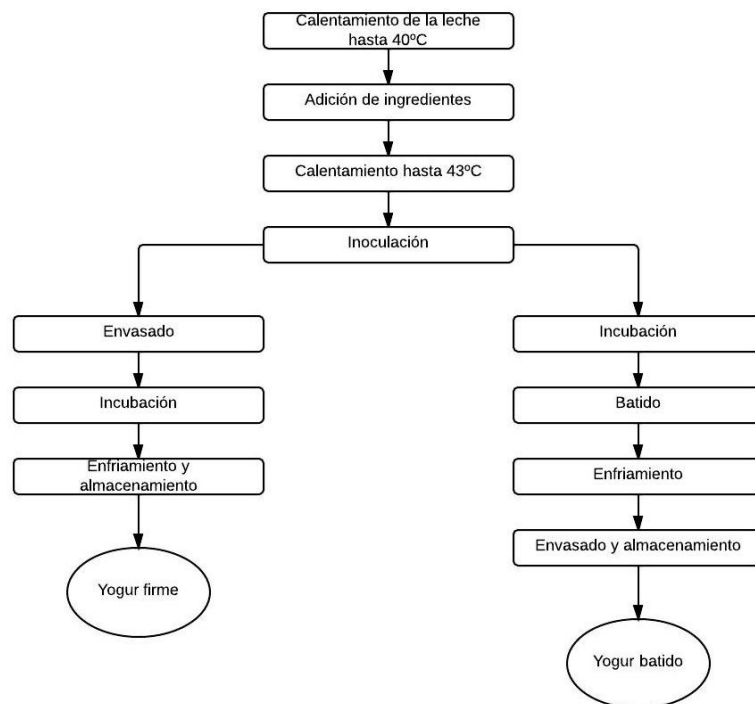 Calentamiento de la leche
hasta 40ºC
Adición de ingredientes
Calentamiento hasta 43ºC
Inoculación
Envasado
Incubación
Enfriamiento y
almacenamiento
Yogur firme
Incubación
Batido
Enfriamiento
Envasado y almacenamiento
Yogur batido